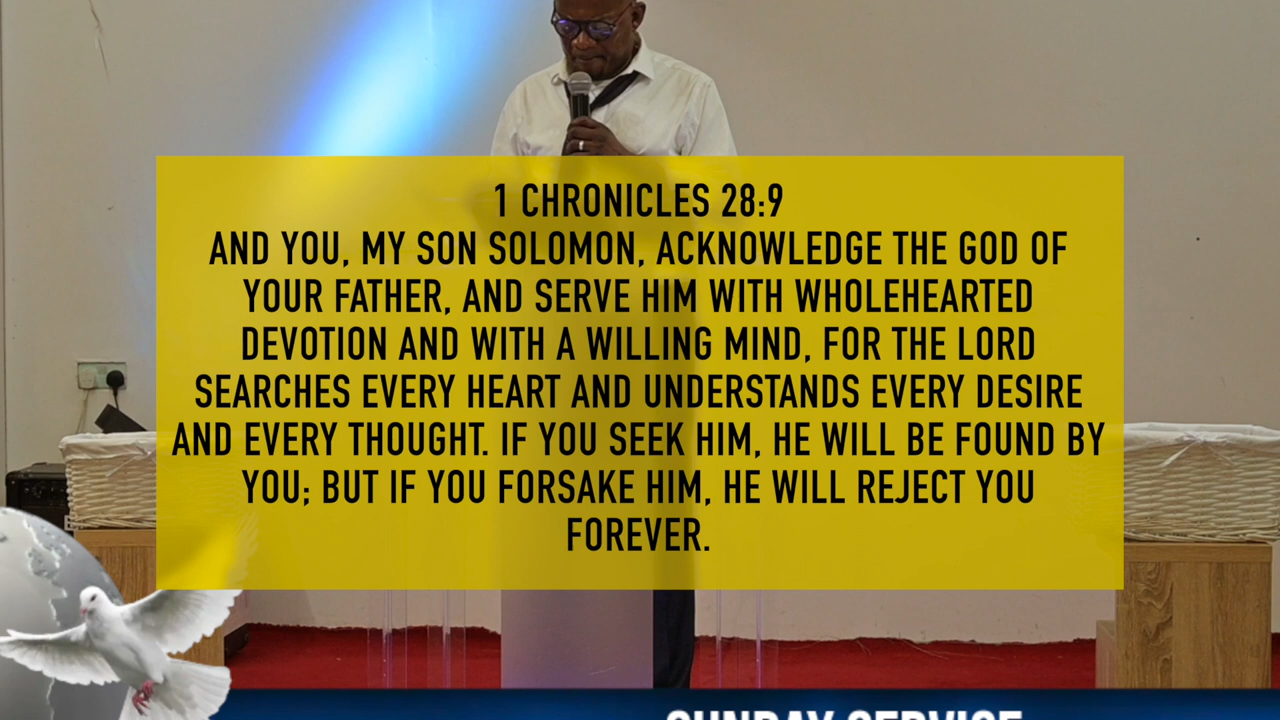 1 CHRONICLES 28:9
AND YOU, MY SON SOLOMON, ACKNOWLEDGE THE GOD OF
YOUR FATHER, AND SERVE HIM WITH WHOLEHEARTED
DEVOTION AND WITH A WILLING MIND, FOR THE LORD
SEARCHES EVERY HEART AND UNDERSTANDS EVERY DESIRE
AND EVERY THOUGHT. IF YOU SEEK HIM, HE WILL BE FOUND BY
YOU; BUT IF YOU FORSAKE HIM, HE WILL REJECT YOU
FOREVER.
SUNDAY SERVICE